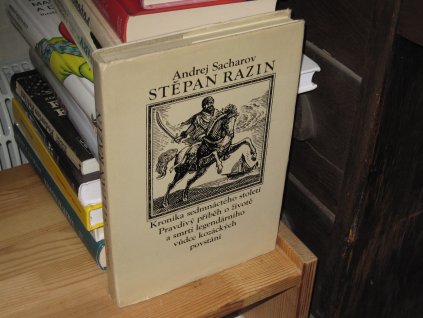 Andrej Sacharov
STĚPAN RAZIN
Kronika sedmnáctého století
Pravdivý příběh o životě
a smrti legendárního
vůdce kozáckých
povstání